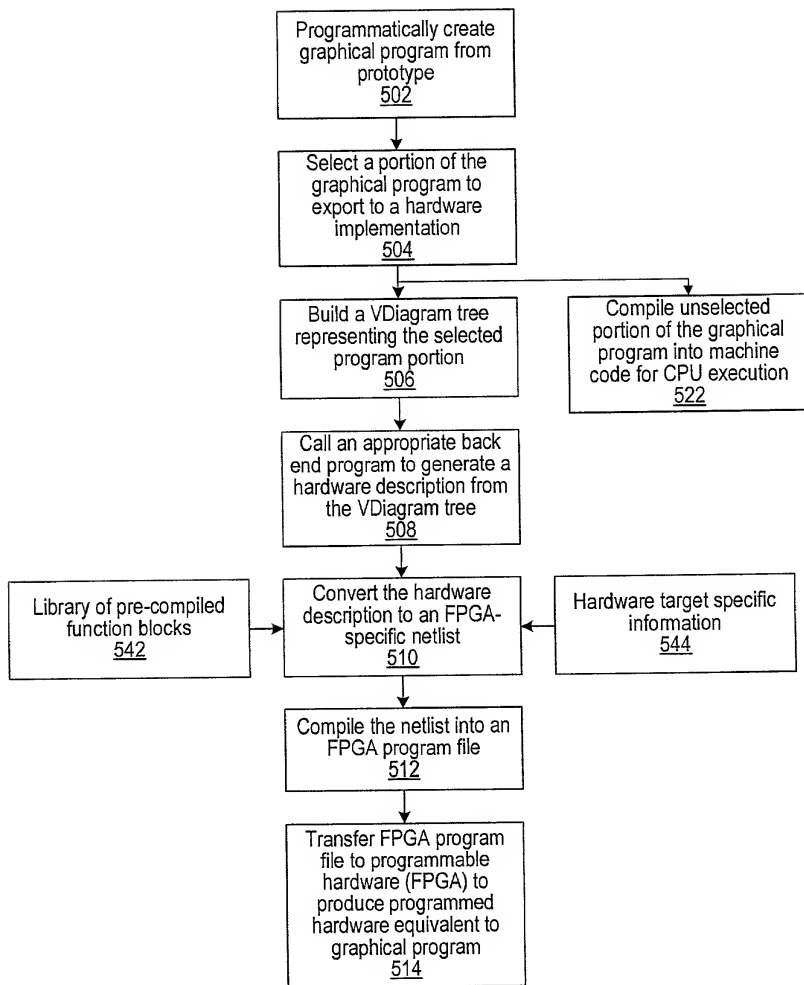 Programmatically create
graphical program from
prototype
502
Select a portion of the
graphical program to
export to a hardware
implementation
504
Build a VDiagram tree
representing the selected
program portion
506
Compile unselected
portion of the graphical
program into machine
code for CPU execution
522
Call an appropriate back
end program to generate a
hardware description from
the VDiagram tree
508
Library of pre-compiled
function blocks
542
Convert the hardware
description to an FPGA-
specific netlist
510
Hardware target specific
information
544
Compile the netlist into an
FPGA program file
512
Transfer FPGA program
file to programmable
hardware (FPGA) to
produce programmed
hardware equivalent to
graphical program
514